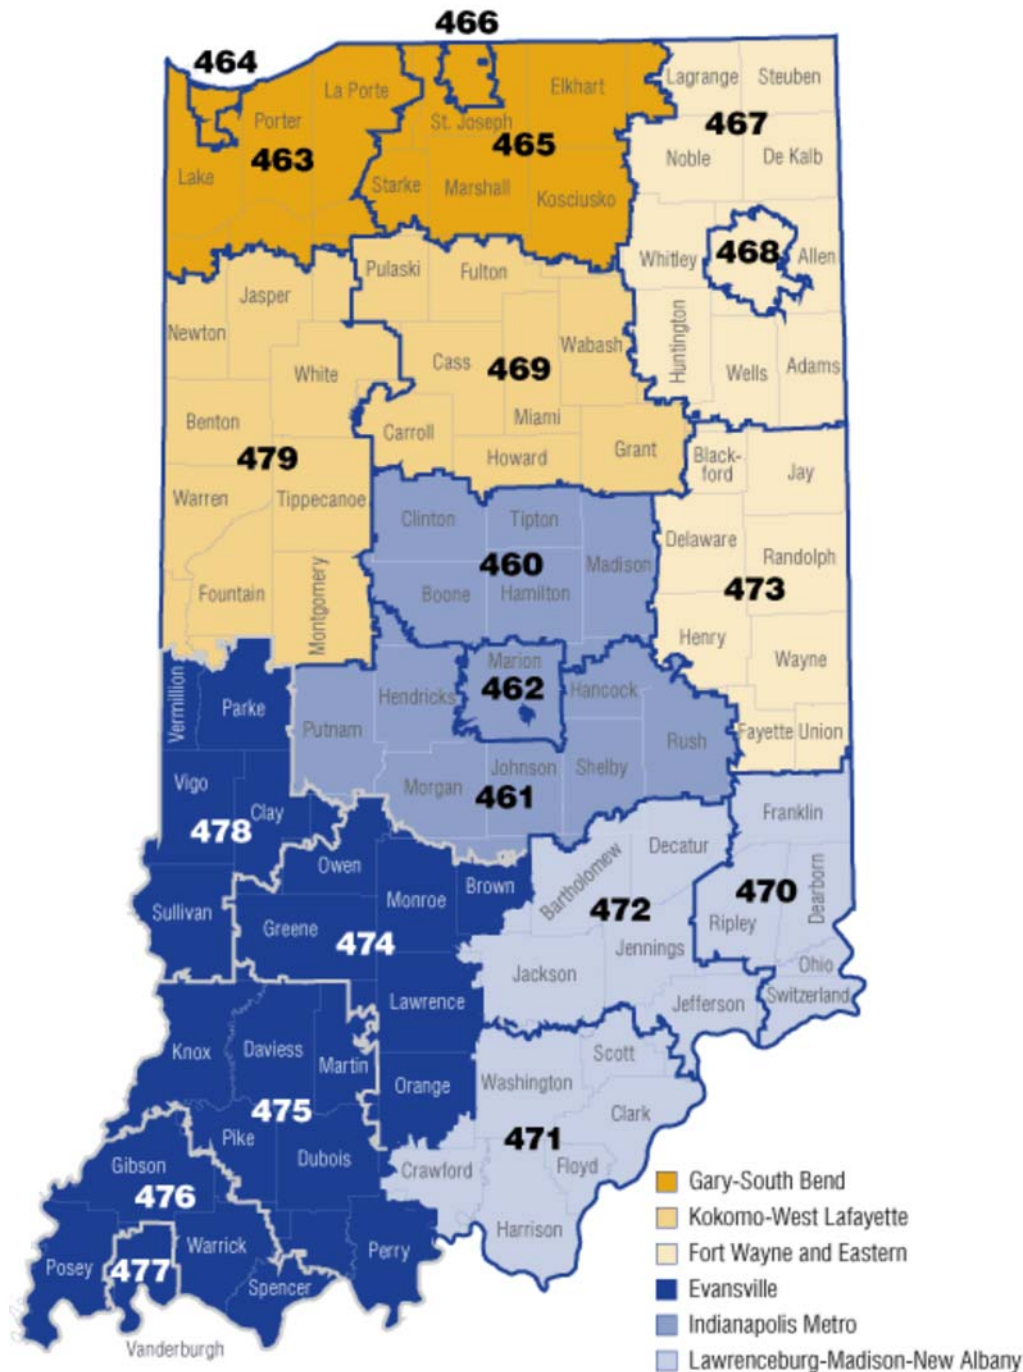 466
464
La Porte
Elkhart
Lagrange
Steuben
Porter
St. Joseph
467
463
465
Noble
De Kalb
Lake
Starke
Marshall
Kosciusko
Whitley
468
Allen
Pulaski
Fulton
Jasper
Newton
Huntington
Wabash
Cass
469
White
Wells
Adams
Benton
Miami
Carroll
Grant
479
Howard
Black-
ford
Jay
Warren
Tippecanoe
Clinton
Tipton
Delaware
Randolph
460
Madison
473
Fountain
Montgomery
Boone
Hamilton
Henry
Wayne
Marion
462
Hancock
Vermillion
Parke
Hendricks
Putnam
Rush
Fayette
Union
Vigo
Johnson
Shelby
Morgan
461
Clay
Franklin
478
Owen
Decatur
Bartholomew
Brown
Monroe
470
Dearborn
Sullivan
472
Greene
474
Ripley
Jennings
Jackson
Ohio
Lawrence
Jefferson
Switzerland
Knox
Daviess
Martin
Scott
Orange
Washington
475
Clark
Pike
471
Dubois
Gibson
Crawford
Floyd
476
Harrison
Warrick
Perry
Posey
477
Spencer
Vanderburgh
Gary-South Bend
Kokomo-West Lafayette
Fort Wayne and Eastern
Evansville
Indianapolis Metro
Lawrenceburg-Madison-New Albany